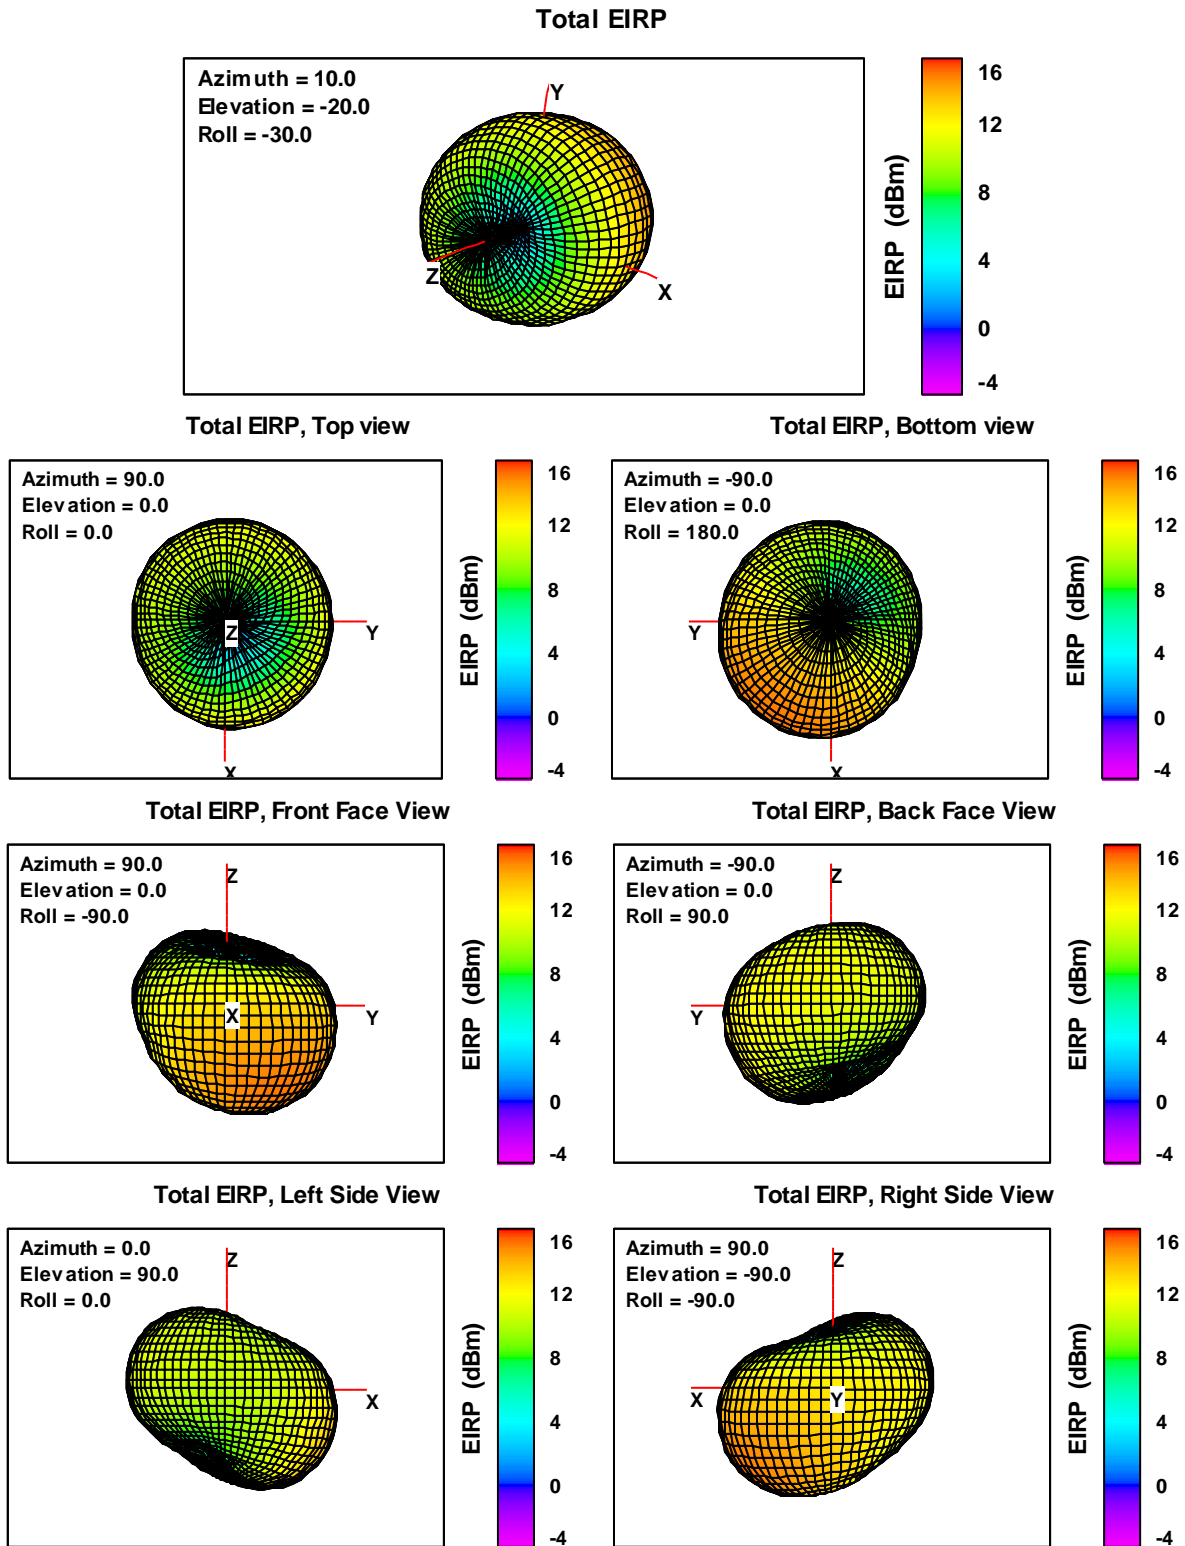 Total EIRP
Azimuth = 10.0
Elevation = -20.0
Roll = -30.0
Y
Z
X
16
12
8
4
0
-4
EIRP (dBm)
Total EIRP, Top view
Azimuth = 90.0
Elevation = 0.0
Roll = 0.0
Z
Y
X
16
12
8
4
0
-4
EIRP (dBm)
Total EIRP, Bottom view
Azimuth = -90.0
Elevation = 0.0
Roll = 180.0
Y
X
16
12
8
4
0
-4
EIRP (dBm)
Total EIRP, Front Face View
Azimuth = 90.0
Elevation = 0.0
Roll = -90.0
Z
X
Y
16
12
8
4
0
-4
EIRP (dBm)
Total EIRP, Back Face View
Azimuth = -90.0
Elevation = 0.0
Roll = 90.0
Z
Y
16
12
8
4
0
-4
EIRP (dBm)
Total EIRP, Left Side View
Azimuth = 0.0
Elevation = 90.0
Roll = 0.0
Z
X
16
12
8
4
0
-4
EIRP (dBm)
Total EIRP, Right Side View
Azimuth = 90.0
Elevation = -90.0
Roll = -90.0
Z
X
Y
16
12
8
4
0
-4
EIRP (dBm)